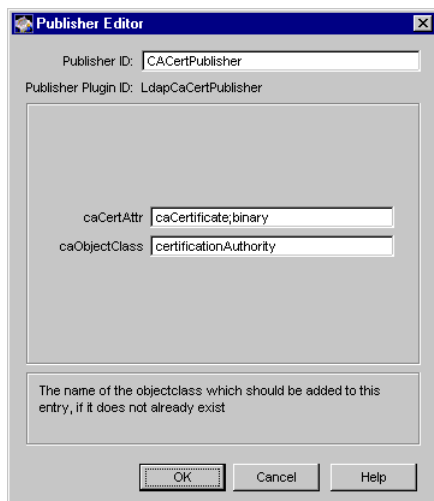 Publisher Editor
Publisher ID: CACertPublisher
Publisher Plugin ID: LdapCaCertPublisher
caCertAttr caCertificate;binary
caObjectClass certificationAuthority
The name of the objectclass which should be added to this
entry, if it does not already exist
OK Cancel Help